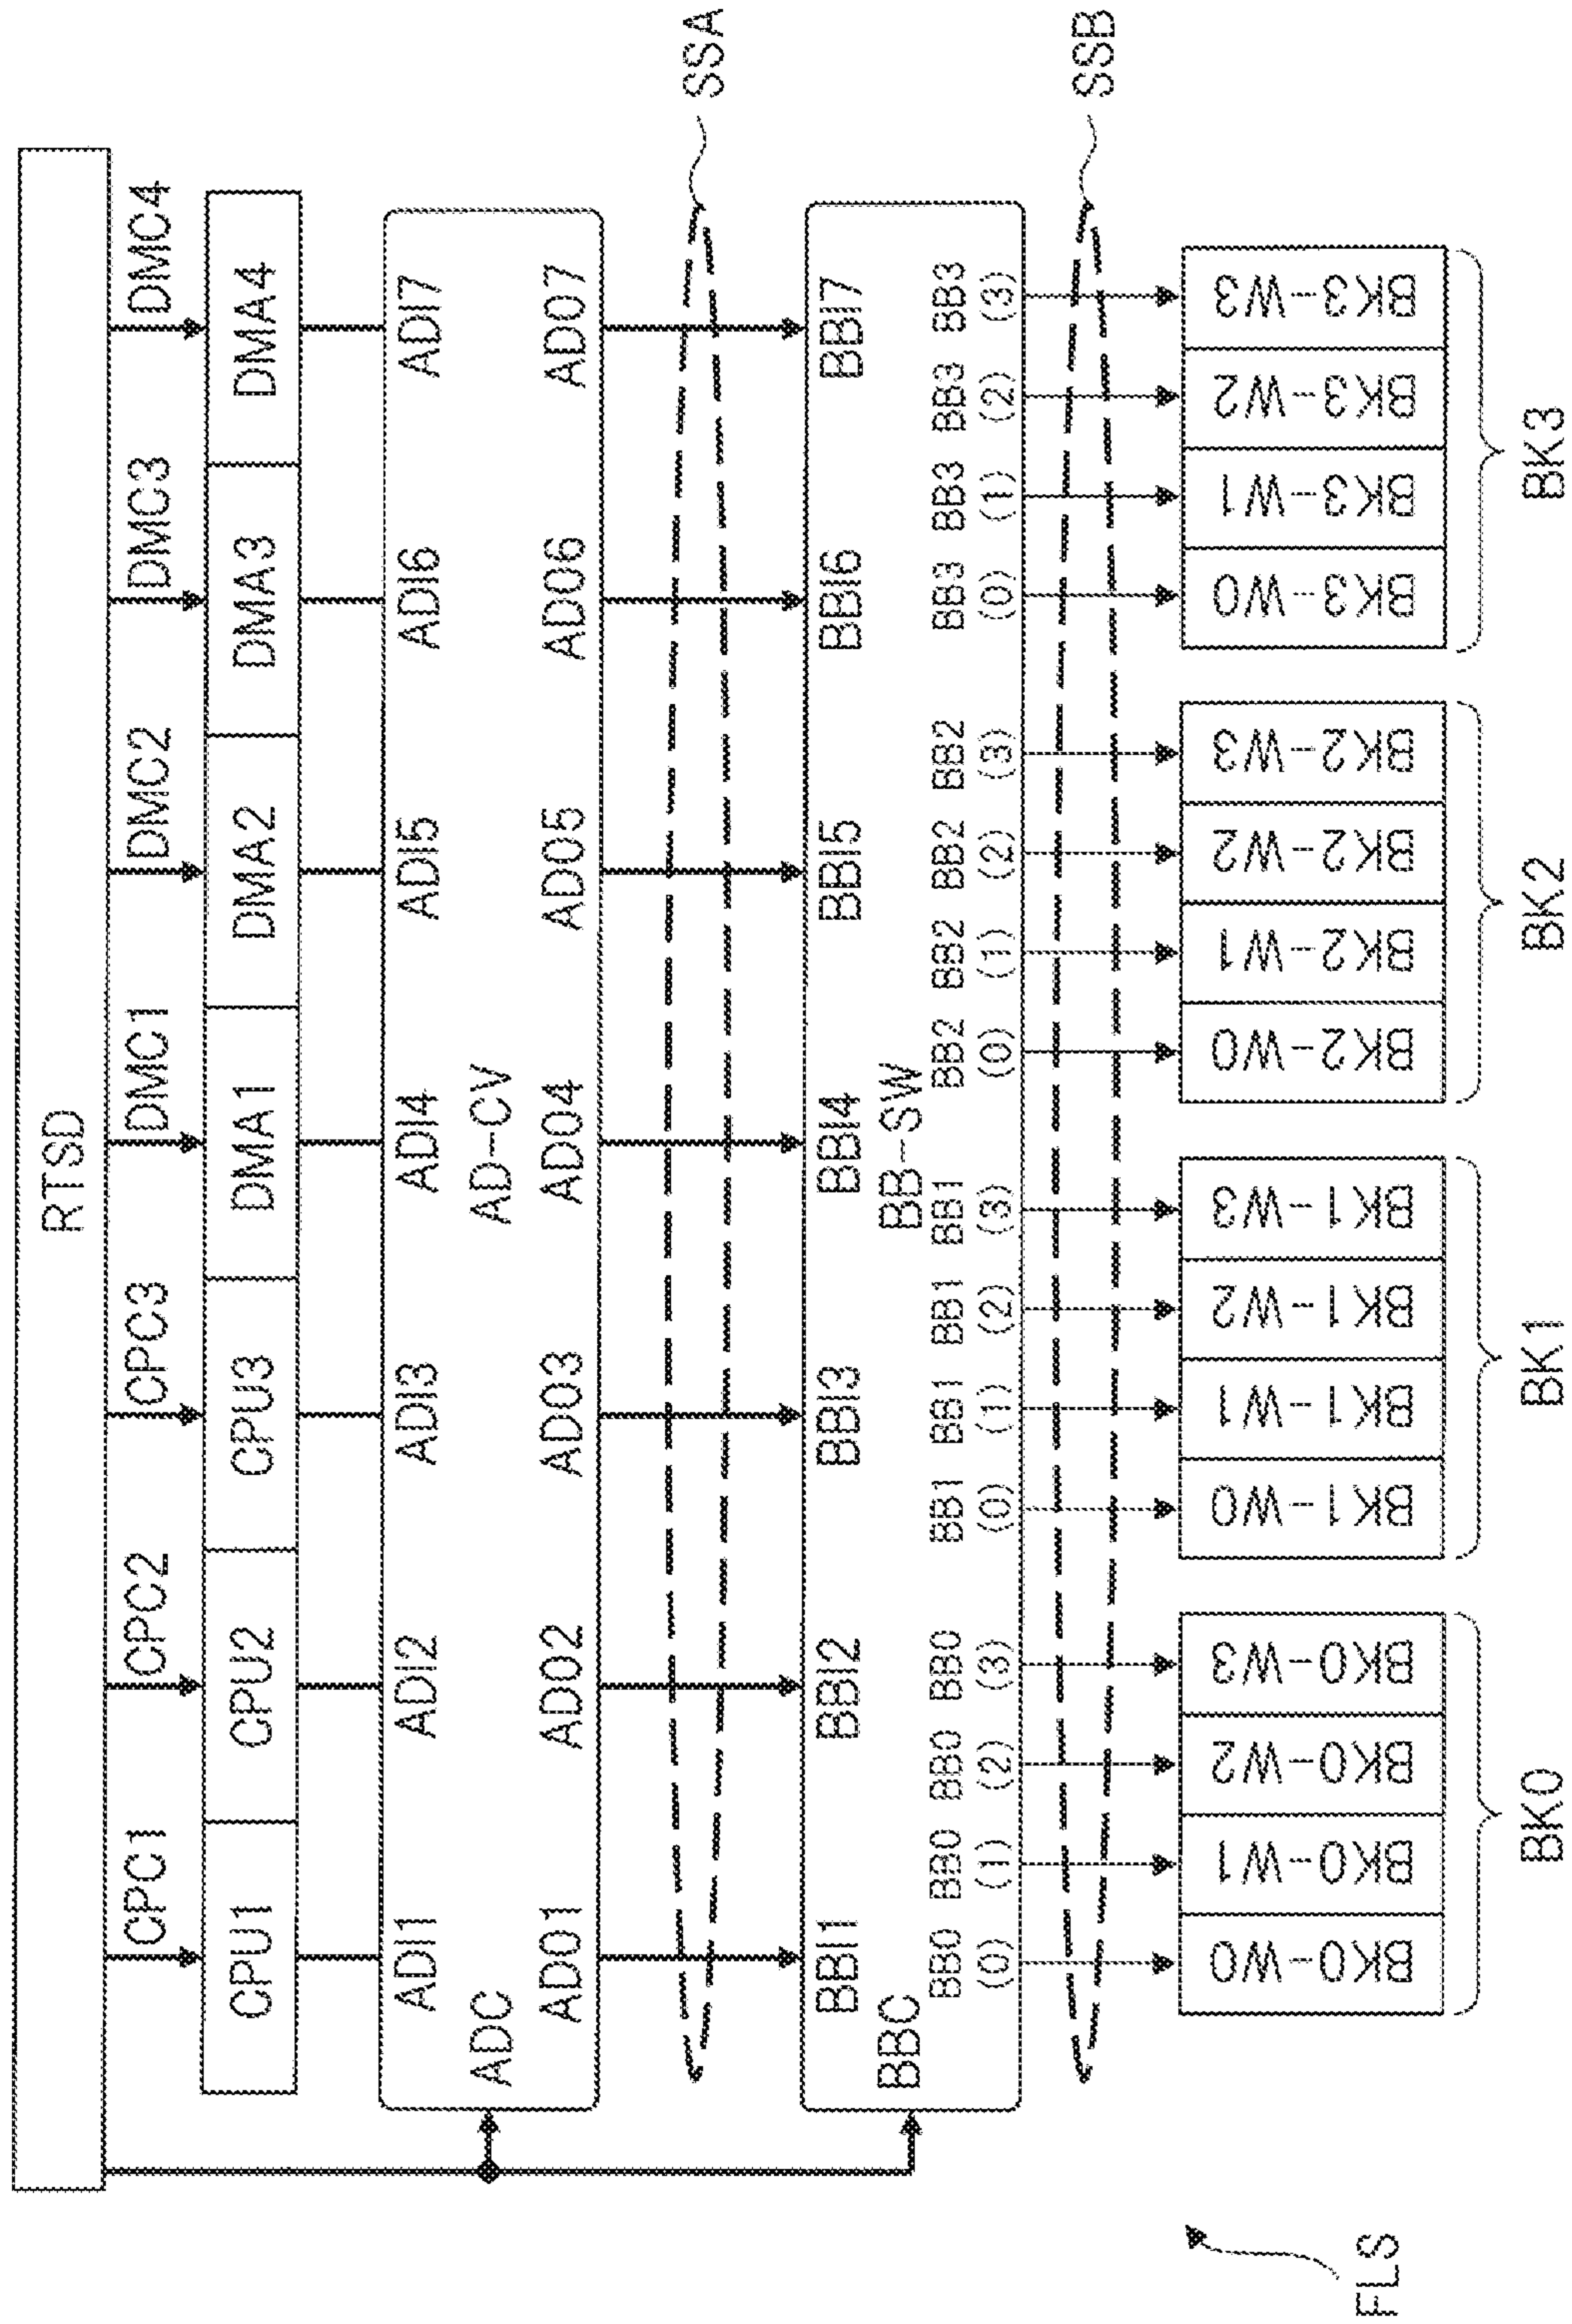 RTSD
CPC1 CPC2 CPC3 DMC1 DMC2 DMC3 DMC4
CPU1 CPU2 CPU3 DMA1 DMA2 DMA3 DMA4
ADI1 ADI2 ADI3 ADI4 ADI5 ADI6 ADI7
ADC AD-CV
ADO1 ADO2 ADO3 ADO4 ADO5 ADO6 ADO7
SSA
BBI1 BBI2 BBI3 BBI4 BBI5 BBI6 BBI7
BBC BB-SW
BB0 BB0 BB0 BB0 BB1 BB1 BB1 BB1 BB2 BB2 BB2 BB2 BB3 BB3 BB3 BB3
(0) (1) (2) (3) (0) (1) (2) (3) (0) (1) (2) (3) (0) (1) (2) (3)
SSB
BK0-W0 BK0-W1 BK0-W2 BK0-W3 BK1-W0 BK1-W1 BK1-W2 BK1-W3 BK2-W0 BK2-W1 BK2-W2 BK2-W3 BK3-W0 BK3-W1 BK3-W2 BK3-W3
FLS
BK0 BK1 BK2 BK3